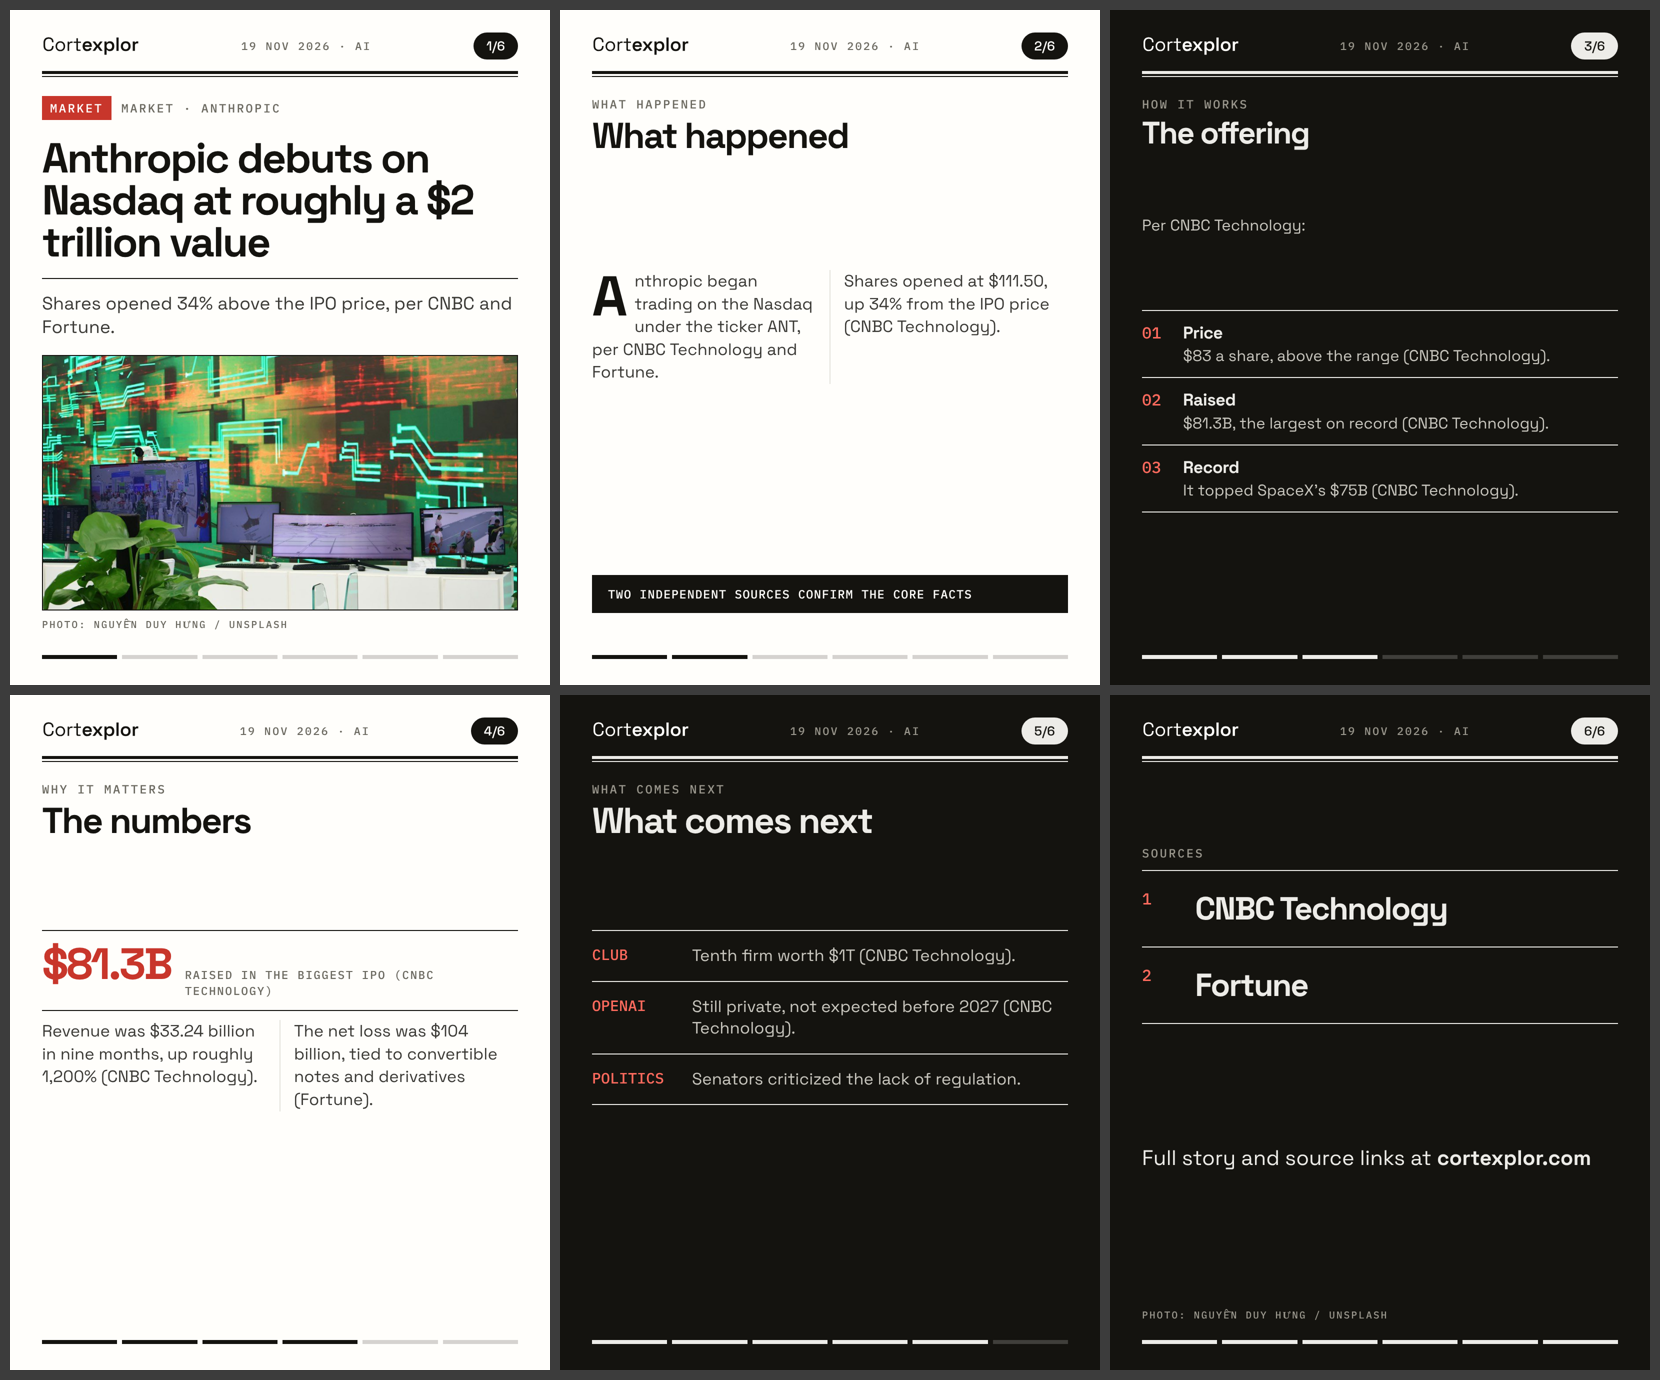 Cortexplor
19 NOV 2026 · AI
1/6
MARKET
MARKET · ANTHROPIC
Anthropic debuts on
Nasdaq at roughly a $2
trillion value
Shares opened 34% above the IPO price, per CNBC and
Fortune.
PHOTO: NGUYÊN DUY HƯNG / UNSPLASH
Cortexplor
19 NOV 2026 · AI
2/6
WHAT HAPPENED
What happened
Anthropic began
trading on the Nasdaq
under the ticker ANT,
per CNBC Technology and
Fortune.
Shares opened at $111.50,
up 34% from the IPO price
(CNBC Technology).
TWO INDEPENDENT SOURCES CONFIRM THE CORE FACTS
Cortexplor
19 NOV 2026 · AI
3/6
HOW IT WORKS
The offering
Per CNBC Technology:
01
Price
$83 a share, above the range (CNBC Technology).
02
Raised
$81.3B, the largest on record (CNBC Technology).
03
Record
It topped SpaceX's $75B (CNBC Technology).
Cortexplor
19 NOV 2026 · AI
4/6
WHY IT MATTERS
The numbers
$81.3B
RAISED IN THE BIGGEST IPO (CNBC
TECHNOLOGY)
Revenue was $33.24 billion
in nine months, up roughly
1,200% (CNBC Technology).
The net loss was $104
billion, tied to convertible
notes and derivatives
(Fortune).
Cortexplor
19 NOV 2026 · AI
5/6
WHAT COMES NEXT
What comes next
CLUB
Tenth firm worth $1T (CNBC Technology).
OPENAI
Still private, not expected before 2027 (CNBC
Technology).
POLITICS
Senators criticized the lack of regulation.
Cortexplor
19 NOV 2026 · AI
6/6
SOURCES
1
CNBC Technology
2
Fortune
Full story and source links at cortexplor.com
PHOTO: NGUYỄN DUY HƯNG / UNSPLASH